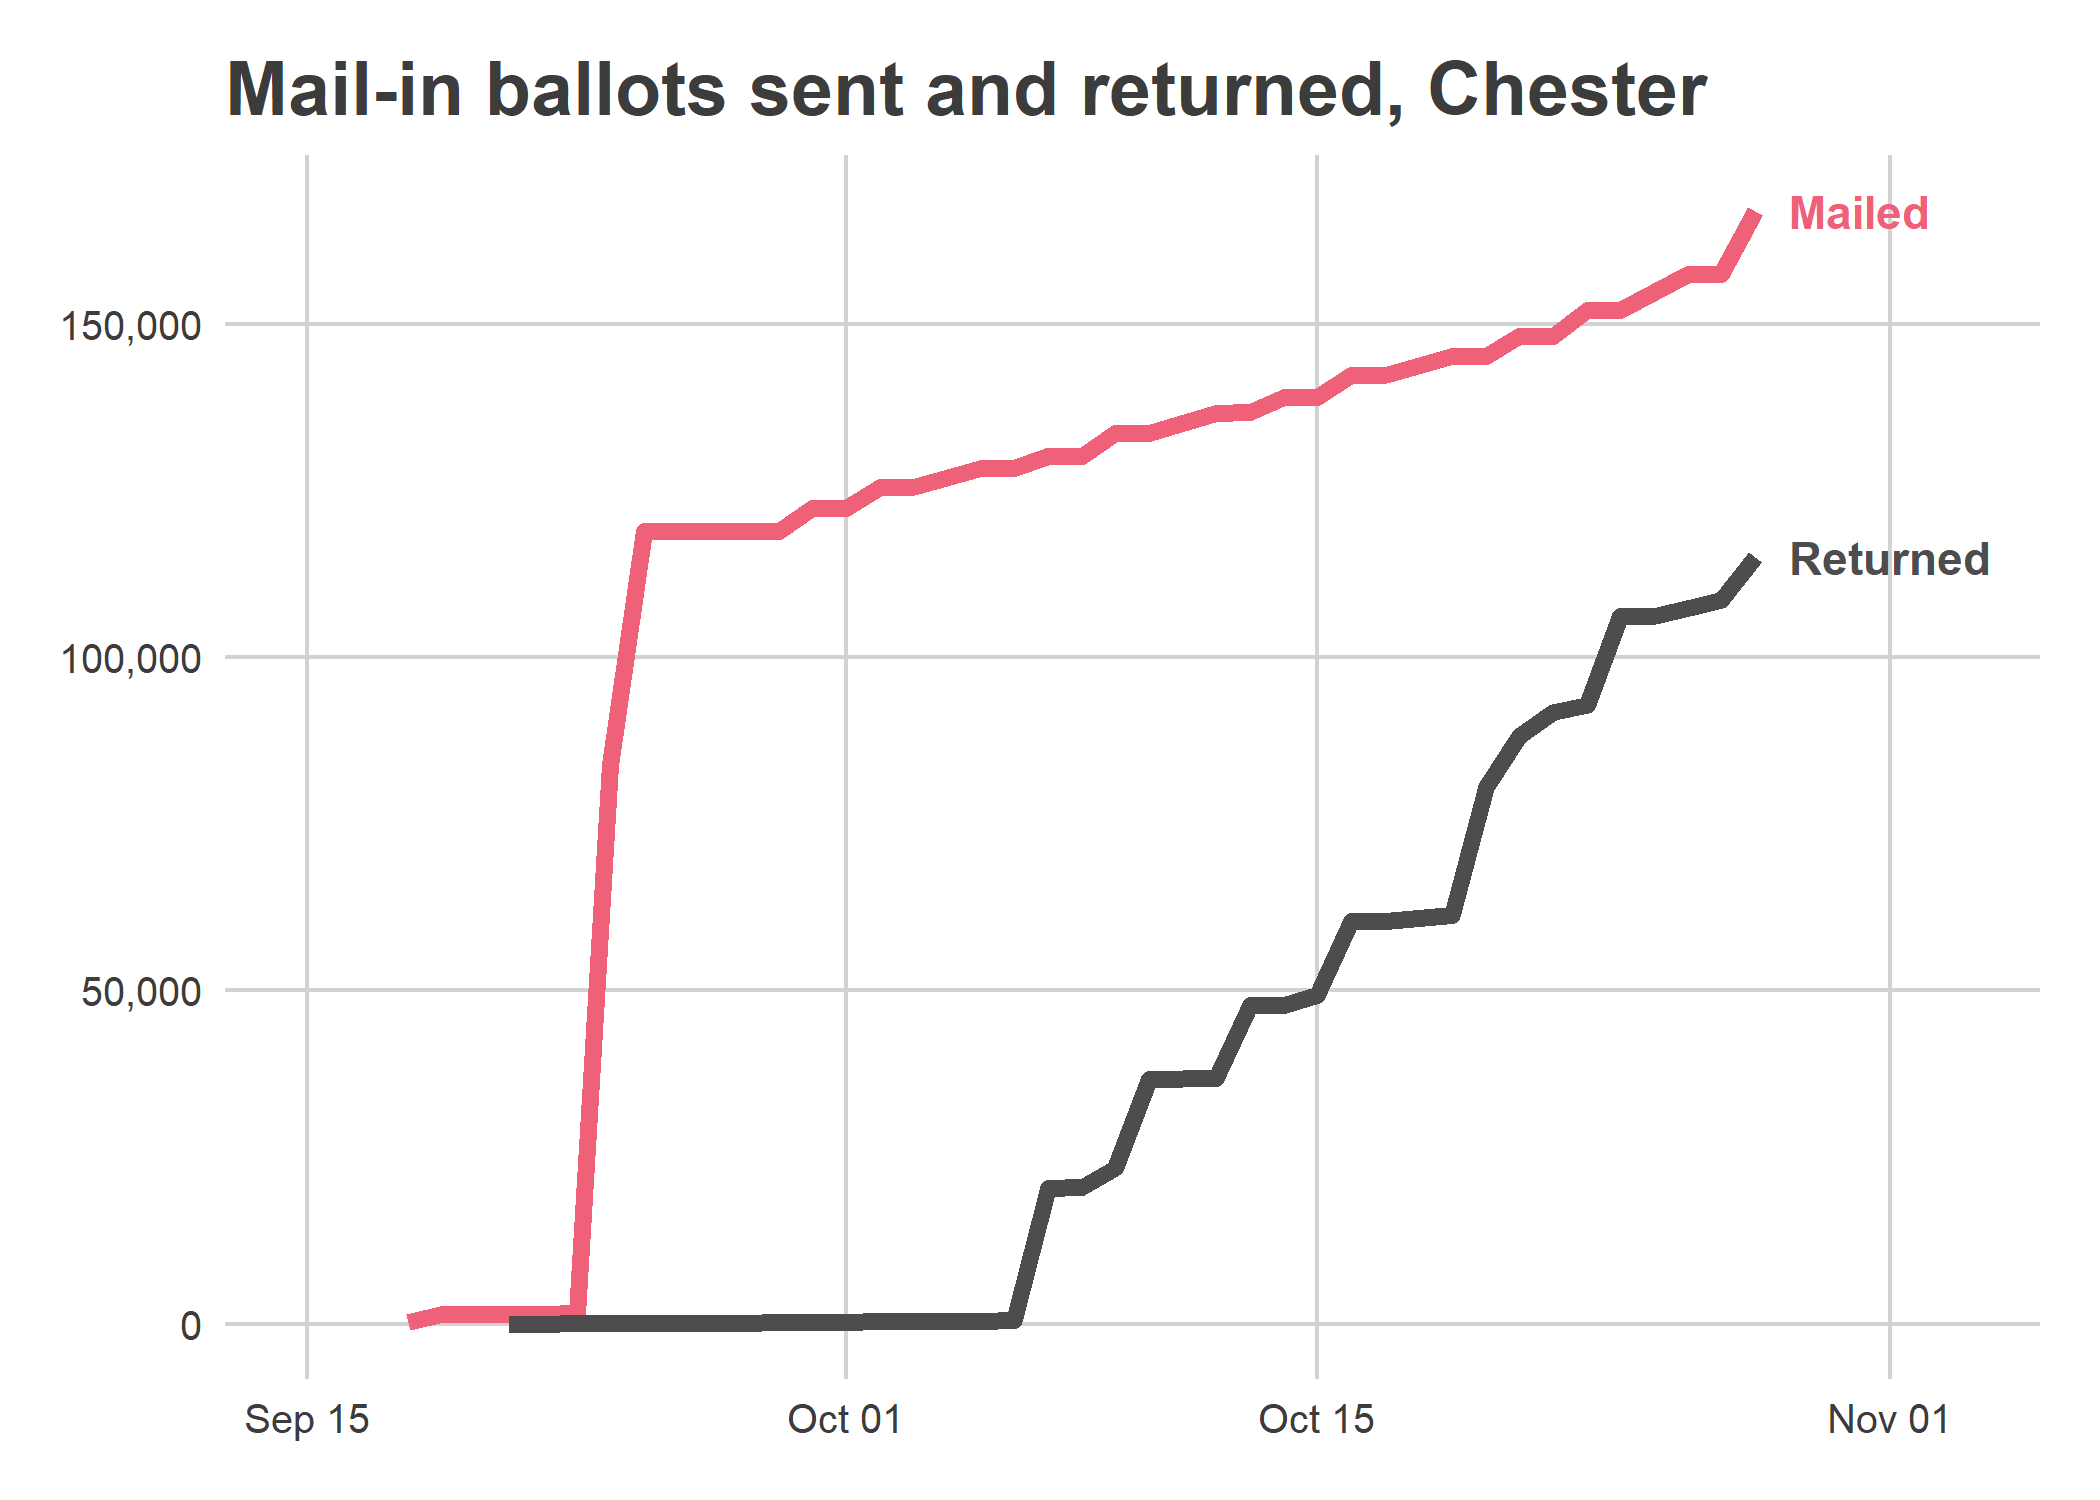 Mail-in ballots sent and returned, Chester
Mailed
150,000
Returned
100,000
50,000
0
Sep 15 Oct 01 Oct 15 Nov 01